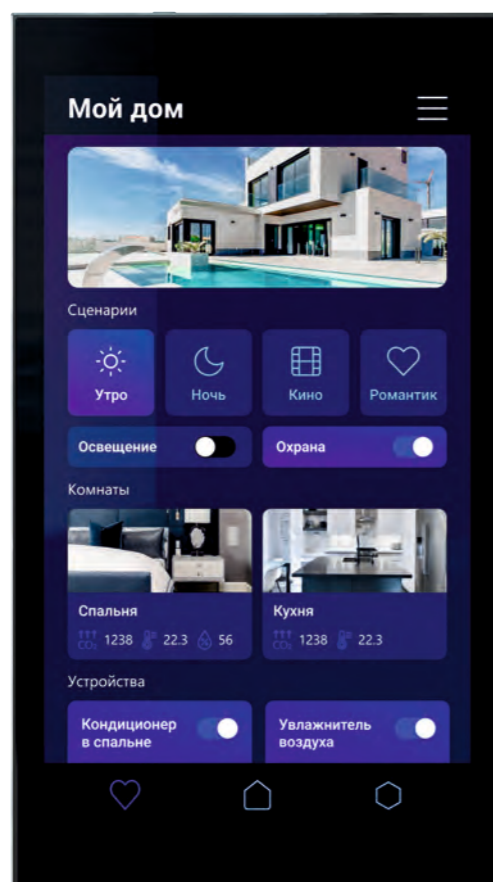 Мой дом
Сценарии
Утро
Ночь
Кино
Романтик
Освещение
Охрана
Комнаты
Спальня
CO₂ 1238 22.3 56
Кухня
CO₂ 1238 22.3
Устройства
Кондиционер
в спальне
Увлажнитель
воздуха